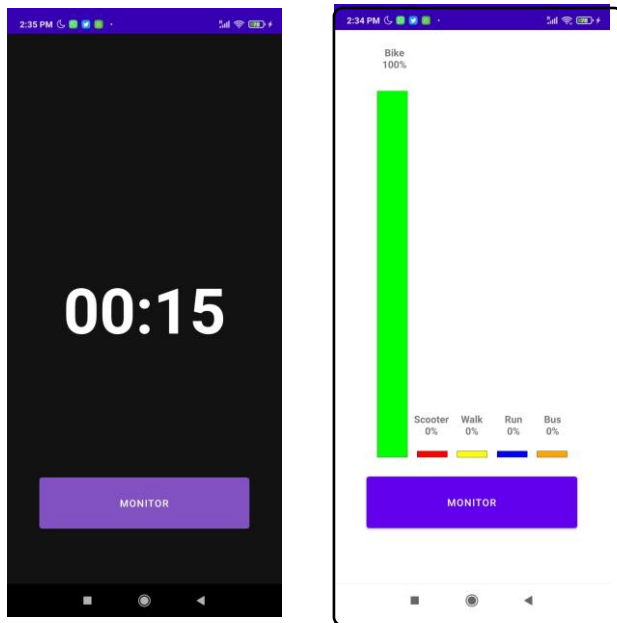 2:35 PM
00:15
MONITOR
2:34 PM
Bike
100%
Scooter Walk Run Bus
0% 0% 0% 0%
MONITOR